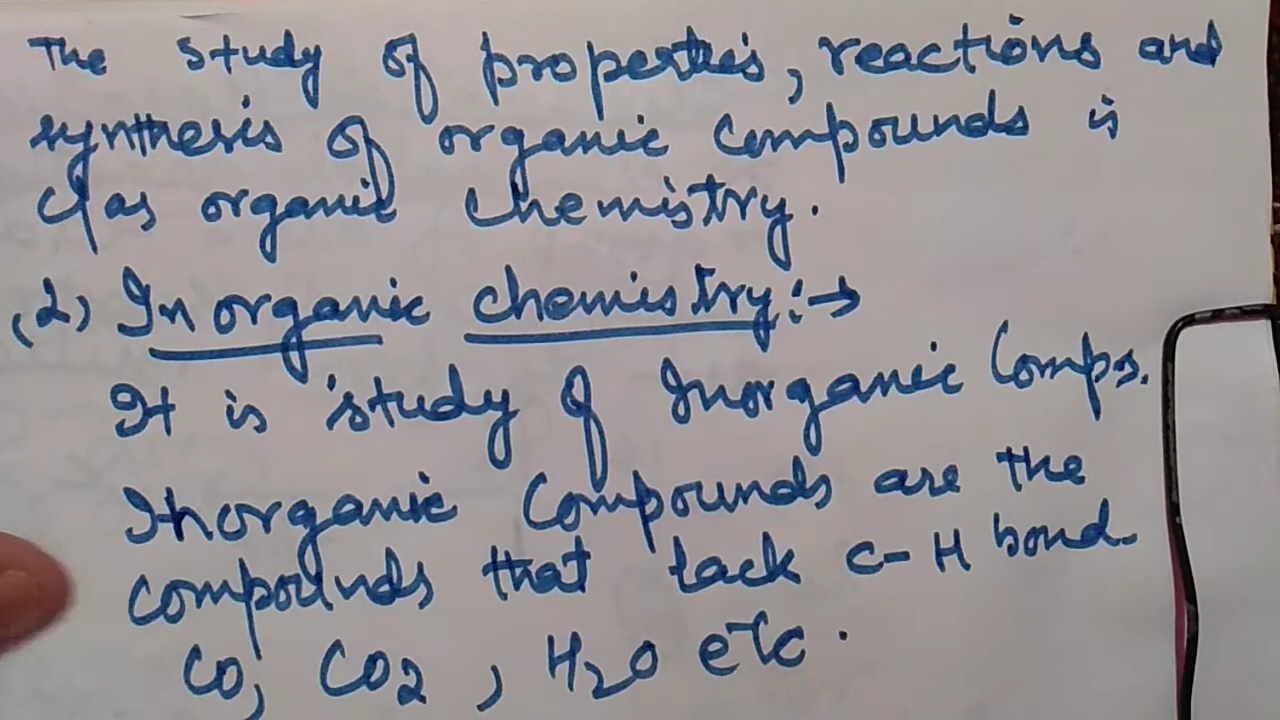 The study of properties, reactions and
synthesis of organic compounds is
as organic chemistry.
(2) Inorganic chemistry:→
It is study of Inorganic Comps.
Inorganic Compounds are the
compounds that lack C-H bond.
CO, CO2, H2O etc.